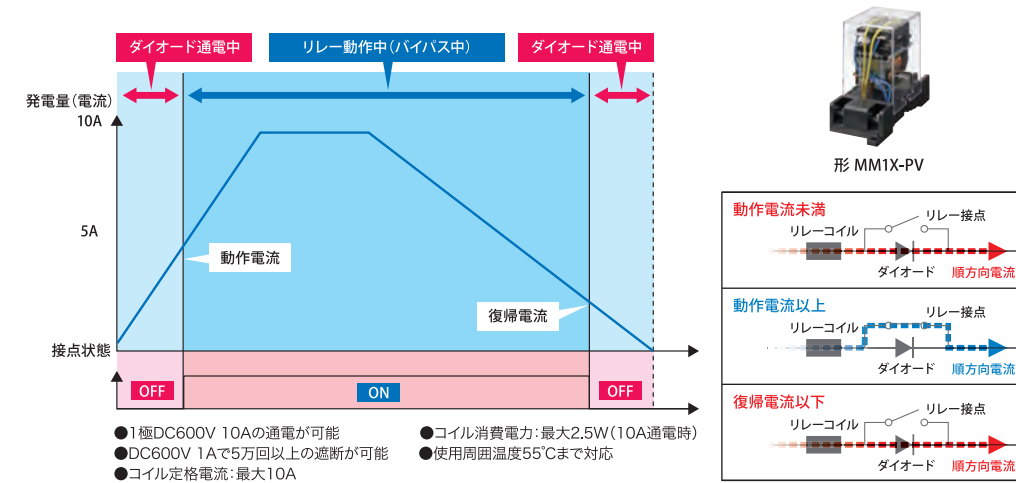 ダイオード通電中
リレー動作中（バイパス中）
ダイオード通電中
発電量（電流）
10A
5A
動作電流
復帰電流
接点状態
OFF
ON
OFF
●1極DC600V 10Aの通電が可能
●DC600V 1Aで5万回以上の遮断が可能
●コイル定格電流：最大10A
●コイル消費電力：最大2.5W（10A通電時）
●使用周囲温度55℃まで対応
形 MM1X-PV
動作電流未満
リレーコイル
リレー接点
ダイオード
順方向電流
動作電流以上
リレーコイル
リレー接点
ダイオード
順方向電流
復帰電流以下
リレーコイル
リレー接点
ダイオード
順方向電流